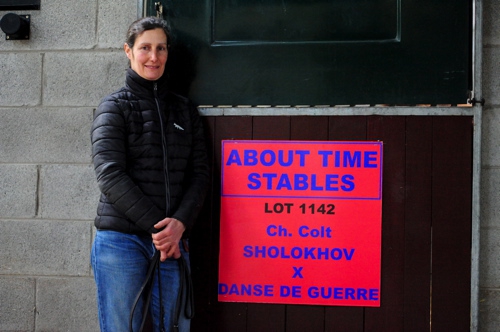 ABOUT TIME
STABLES
LOT 1142
Ch. Colt
SHOLOKHOV
X
DANSE DE GUERRE